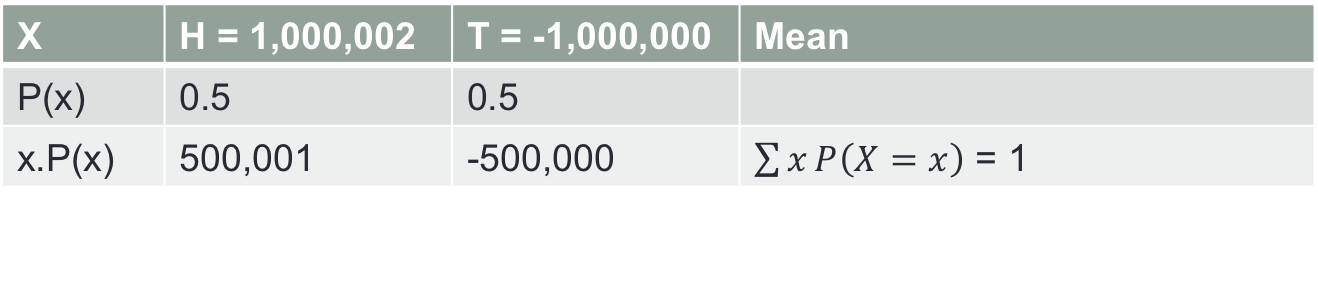 X H = 1,000,002 T = -1,000,000 Mean
P(x) 0.5 0.5
x.P(x) 500,001 -500,000 ∑ 𝑥 𝑃(𝑋 = 𝑥) = 1